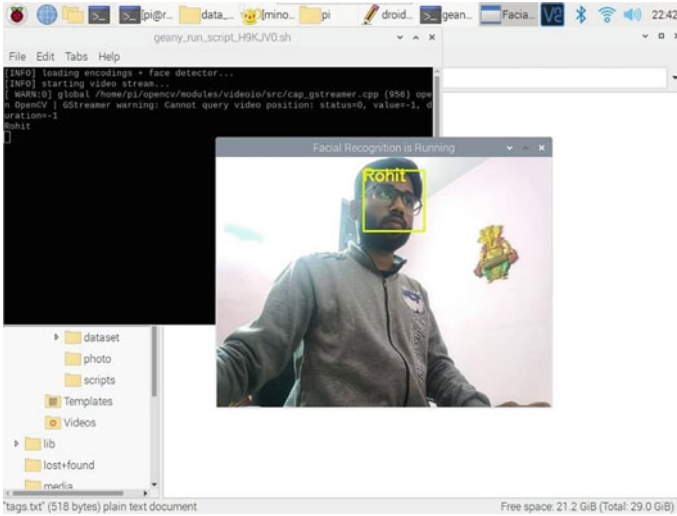 [pi@r...
data_...
[mino...
pi
droid...
gean...
Facia...
V2
22:42
geany_run_script_H9KJV0.sh
File Edit Tabs Help
[INFO] loading encodings + face detector...
[INFO] starting video stream...
[ WARN:0] global /home/pi/opencv/modules/videoio/src/cap_gstreamer.cpp (956) ope
n OpenCV | GStreamer warning: Cannot query video position: status=0, value=-1, d
uration=-1
Rohit
Facial Recognition is Running
Rohit
dataset
photo
scripts
Templates
Videos
lib
lost+found
media
"tags.txt" (518 bytes) plain text document
Free space: 21.2 GiB (Total: 29.0 GiB)